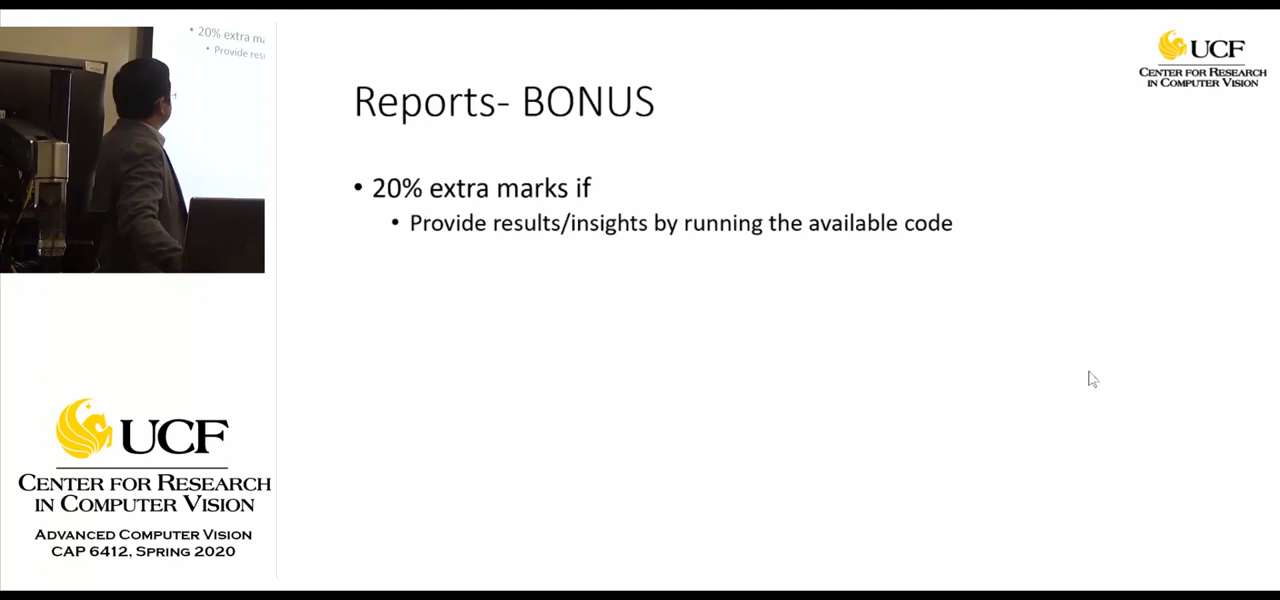 • 20% extra ma
• Provide resu
UCF
CENTER FOR RESEARCH
IN COMPUTER VISION
Reports- BONUS
• 20% extra marks if
• Provide results/insights by running the available code
UCF
CENTER FOR RESEARCH
IN COMPUTER VISION
ADVANCED COMPUTER VISION
CAP 6412, SPRING 2020